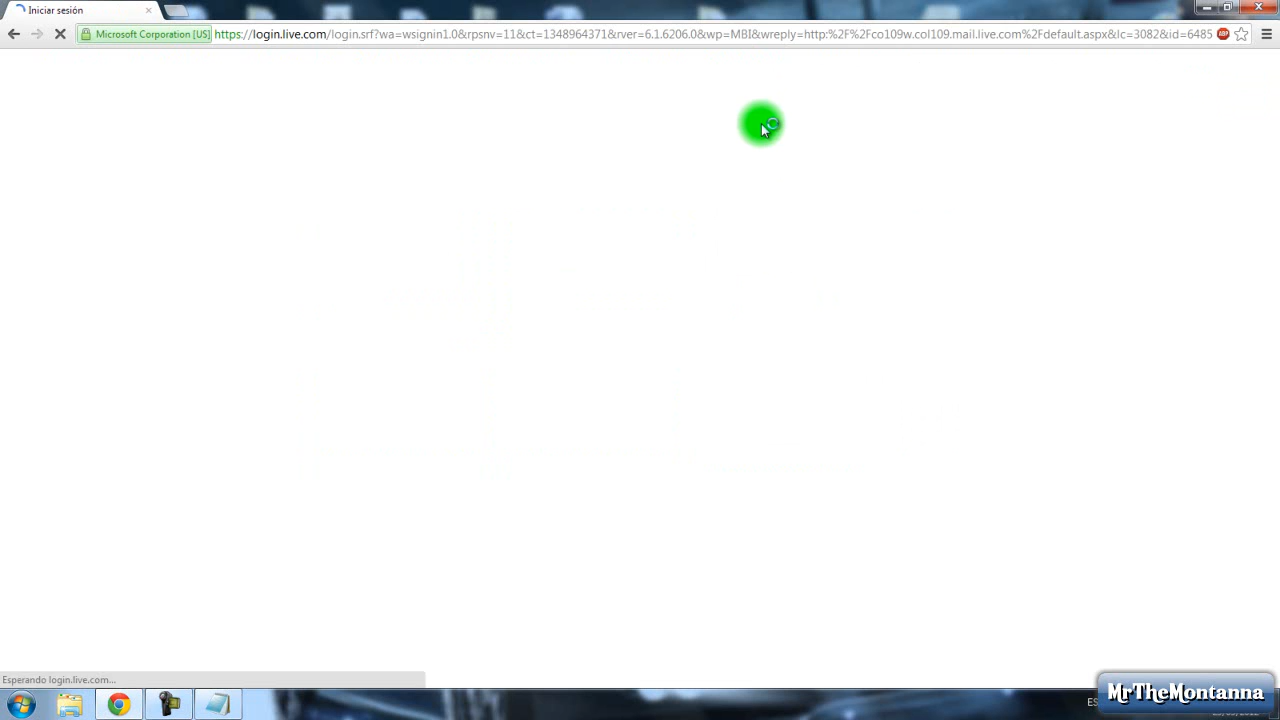 Iniciar sesión
Microsoft Corporation [US]
https://login.live.com/login.srf?wa=wsignin1.0&rpsnv=11&ct=1348964371&rver=6.1.6206.0&wp=MBI&wreply=http:%2F%2Fco109w.col109.mail.live.com%2Fdefault.aspx&lc=3082&id=6485
ABP
Esperando login.live.com...
ES
MrTheMontanna